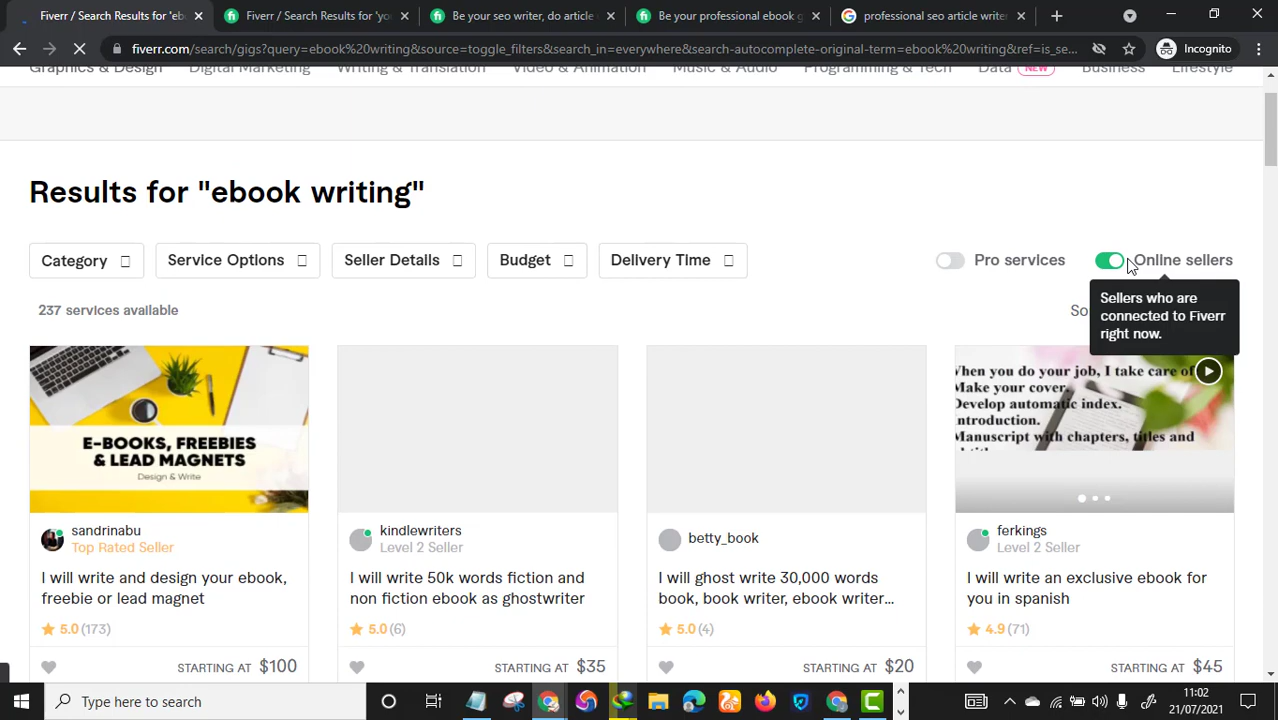 Fiverr / Search Results for 'eb
Fiverr / Search Results for 'yo
Be your seo writer, do article
Be your professional ebook g
professional seo article write
fiverr.com/search/gigs?query=ebook%20writing&source=toggle_filters&search_in=everywhere&search-autocomplete-original-term=ebook%20writing&ref=is_se...
Incognito
Graphics & Design
Digital Marketing
Writing & Translation
Video & Animation
Music & Audio
Programming & Tech
Data NEW
Business
Lifestyle
Results for "ebook writing"
Category
Service Options
Seller Details
Budget
Delivery Time
Pro services
Online sellers
237 services available
So
Sellers who are
connected to Fiverr
right now.
E-BOOKS, FREEBIES
& LEAD MAGNETS
Design & Write
When you do your job, I take care of
Make your cover.
Develop automatic index.
Introduction.
Manuscript with chapters, titles and
sandrinabu
Top Rated Seller
I will write and design your ebook,
freebie or lead magnet
5.0 (173)
STARTING AT $100
kindlewriters
Level 2 Seller
I will write 50k words fiction and
non fiction ebook as ghostwriter
5.0 (6)
STARTING AT $35
betty_book
I will ghost write 30,000 words
book, book writer, ebook writer...
5.0 (4)
STARTING AT $20
ferkings
Level 2 Seller
I will write an exclusive ebook for
you in spanish
4.9 (71)
STARTING AT $45
Type here to search
11:02
21/07/2021